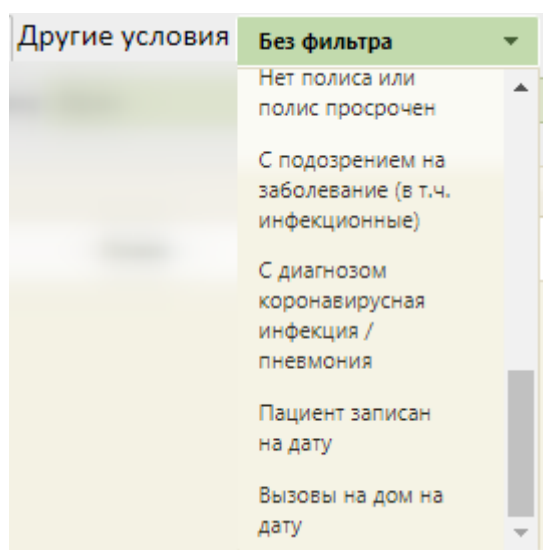 Другие условия Без фильтра
Нет полиса или
полис просрочен
С подозрением на
заболевание (в т.ч.
инфекционные)
С диагнозом
коронавирусная
инфекция /
пневмония
Пациент записан
на дату
Вызовы на дом на
дату